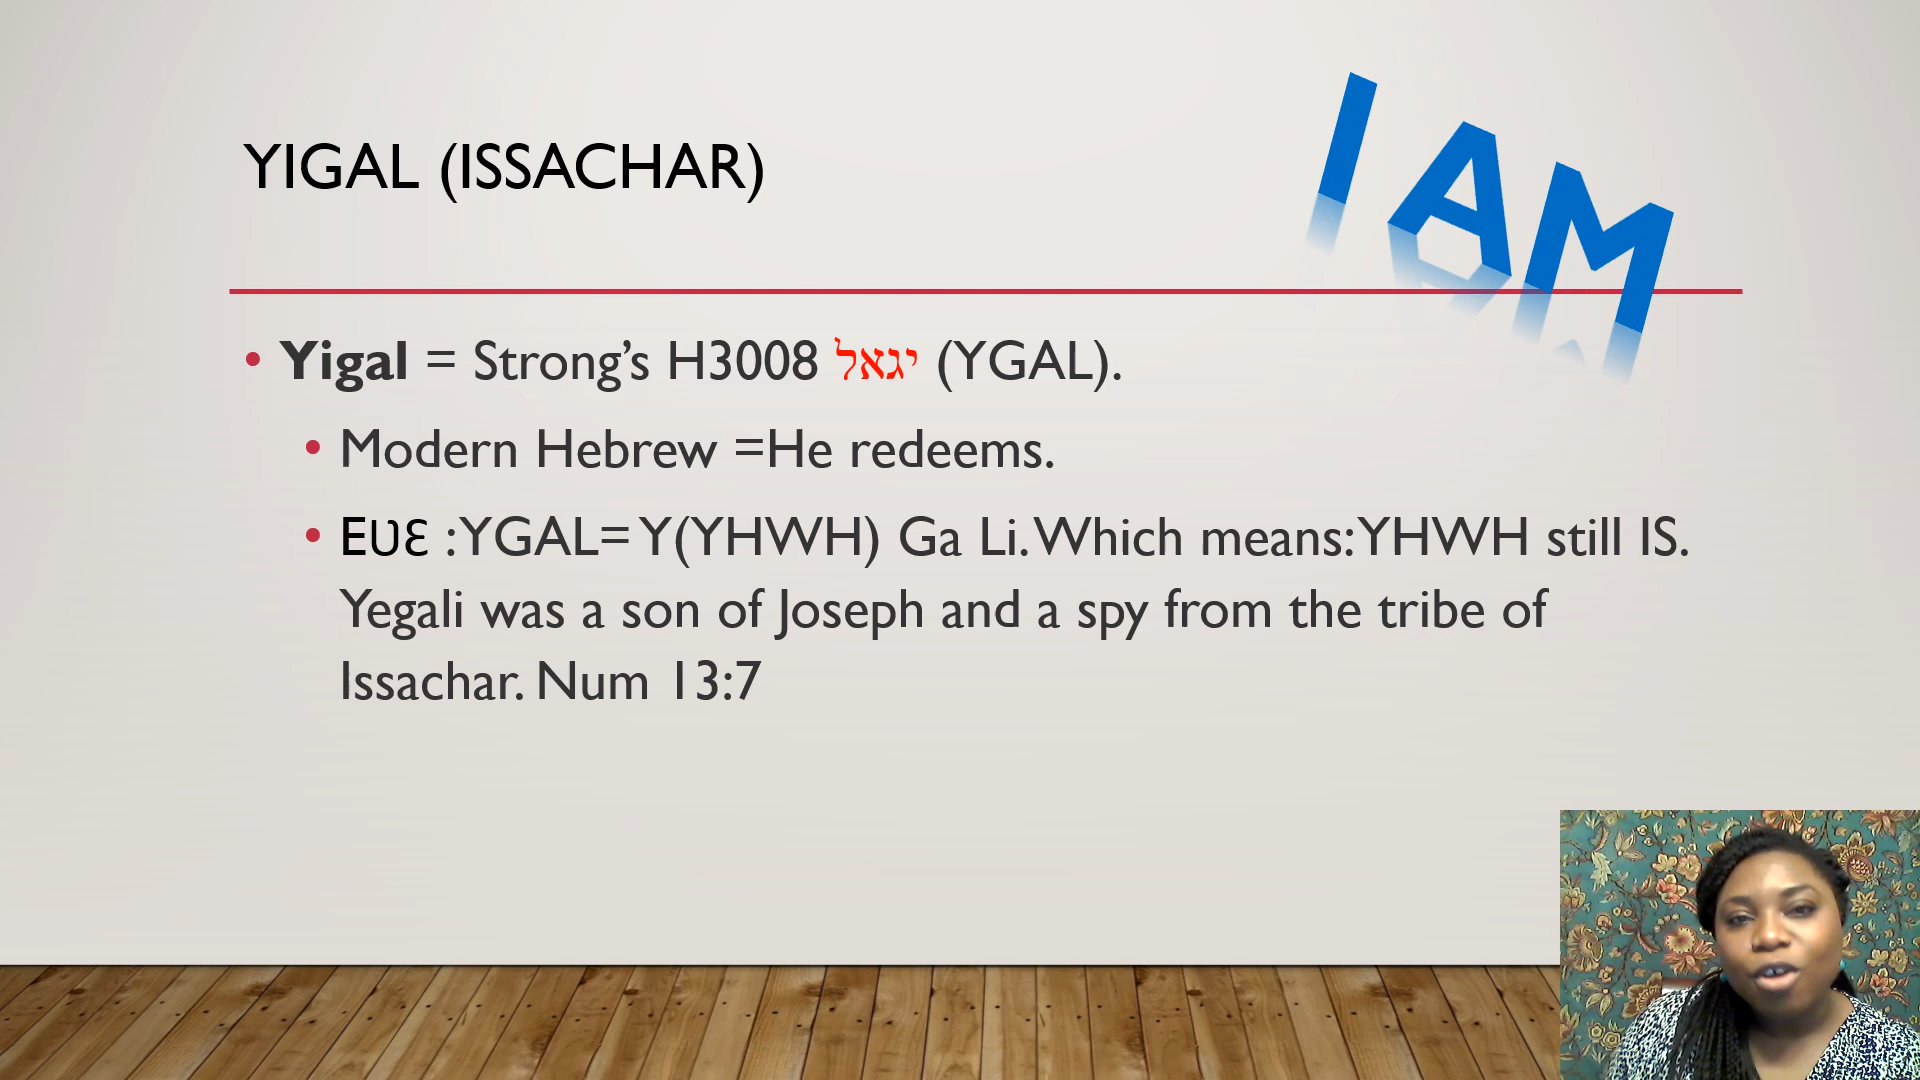 YIGAL (ISSACHAR)
I AM
• Yigal = Strong’s H3008 יגאל (YGAL).
• Modern Hebrew =He redeems.
• Eʋɛ :YGAL= Y(YHWH) Ga Li. Which means: YHWH still IS.
Yegali was a son of Joseph and a spy from the tribe of
Issachar. Num 13:7